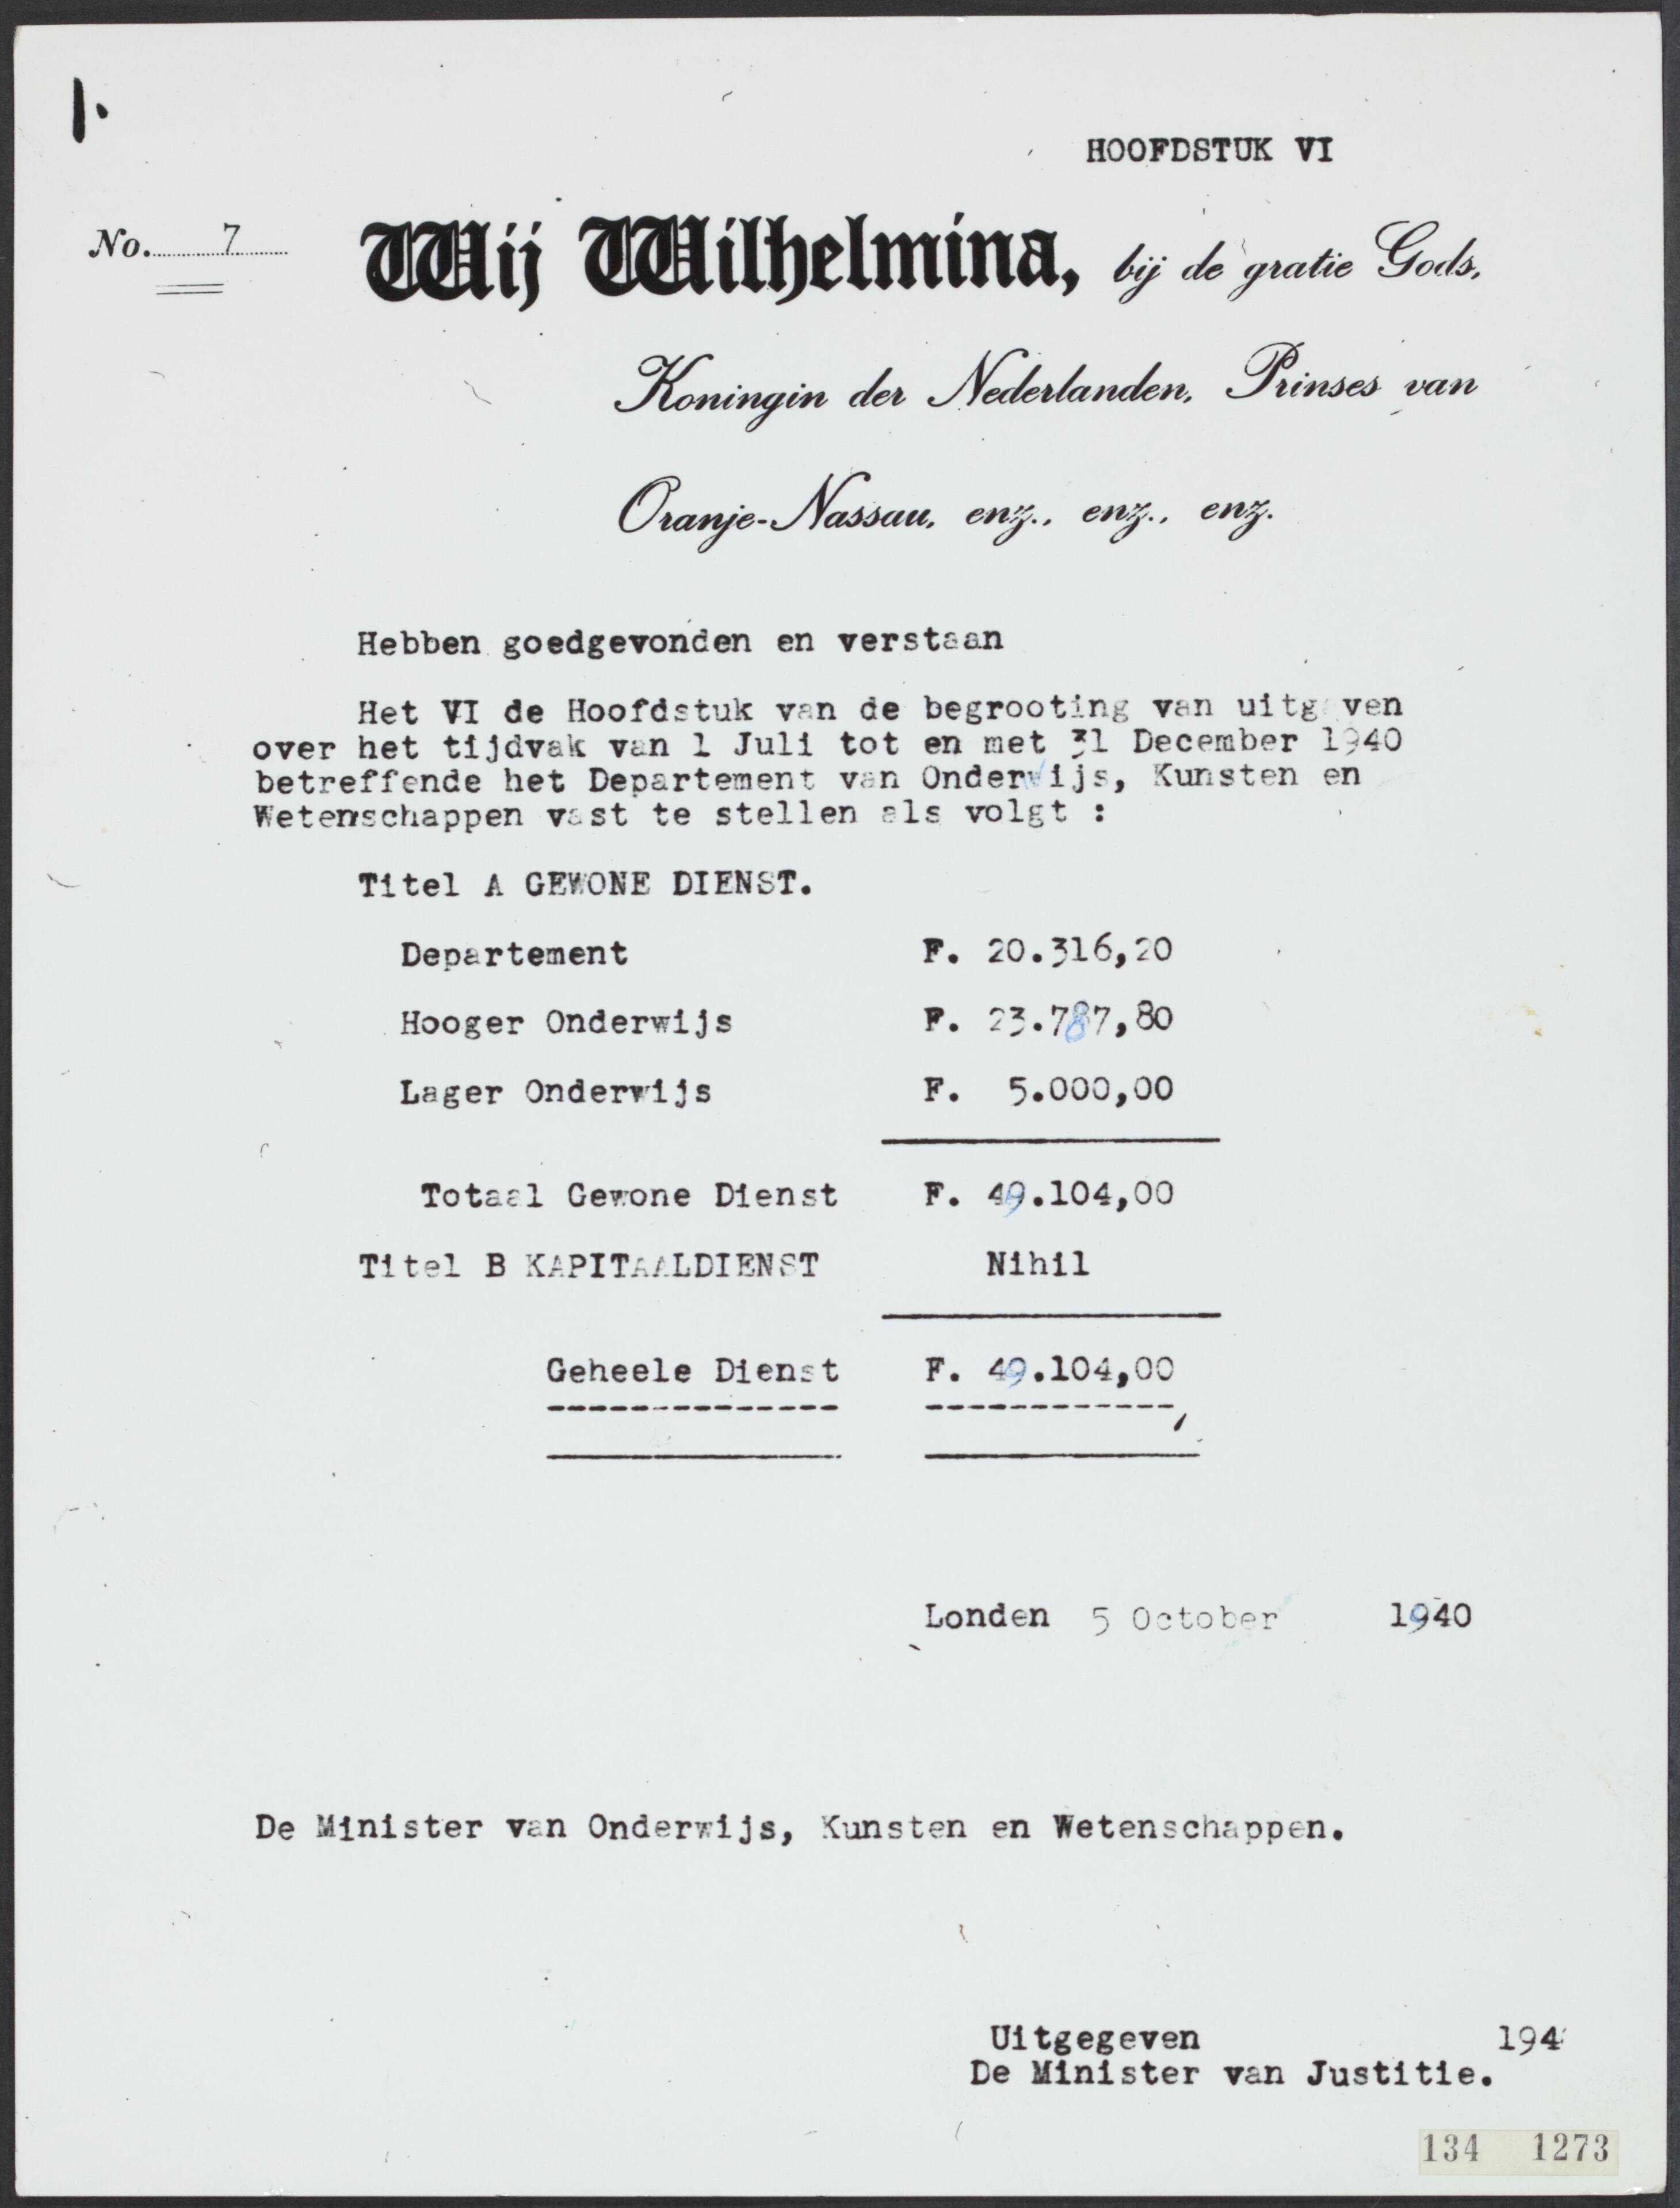 1.
HOOFDSTUK VI
No. 7
Wij Wilhelmina, bij de gratie Gods,
Koningin der Nederlanden, Prinses van
Oranje-Nassau, enz., enz., enz.
Hebben goedgevonden en verstaan
Het VI de Hoofdstuk van de begrooting van uitgaven
over het tijdvak van 1 Juli tot en met 31 December 1940
betreffende het Departement van Onderwijs, Kunsten en
Wetenschappen vast te stellen als volgt :
Titel A GEWONE DIENST.
Departement F. 20.316,20
Hooger Onderwijs F. 23.787,80
Lager Onderwijs F. 5.000,00
Totaal Gewone Dienst F. 49.104,00
Titel B KAPITAALDIENST Nihil
Geheele Dienst F. 49.104,00
Londen 5 October 1940
De Minister van Onderwijs, Kunsten en Wetenschappen.
Uitgegeven 194
De Minister van Justitie.
134 1273